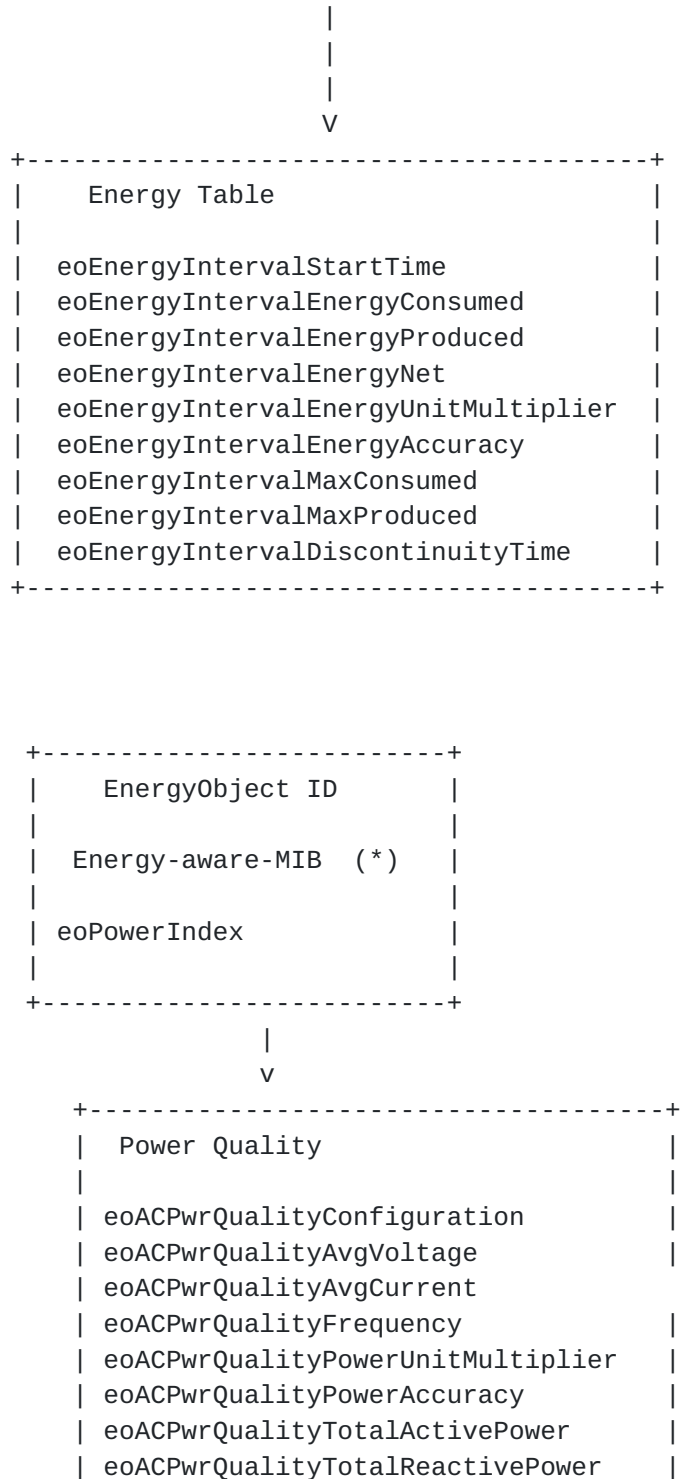 Energy Table
eoEnergyIntervalStartTime
eoEnergyIntervalEnergyConsumed
eoEnergyIntervalEnergyProduced
eoEnergyIntervalEnergyNet
eoEnergyIntervalEnergyUnitMultiplier
eoEnergyIntervalEnergyAccuracy
eoEnergyIntervalMaxConsumed
eoEnergyIntervalMaxProduced
eoEnergyIntervalDiscontinuityTime
EnergyObject ID
Energy-aware-MIB (*)
eoPowerIndex
Power Quality
eoACPwrQualityConfiguration
eoACPwrQualityAvgVoltage
eoACPwrQualityAvgCurrent
eoACPwrQualityFrequency
eoACPwrQualityPowerUnitMultiplier
eoACPwrQualityPowerAccuracy
eoACPwrQualityTotalActivePower
eoACPwrQualityTotalReactivePower